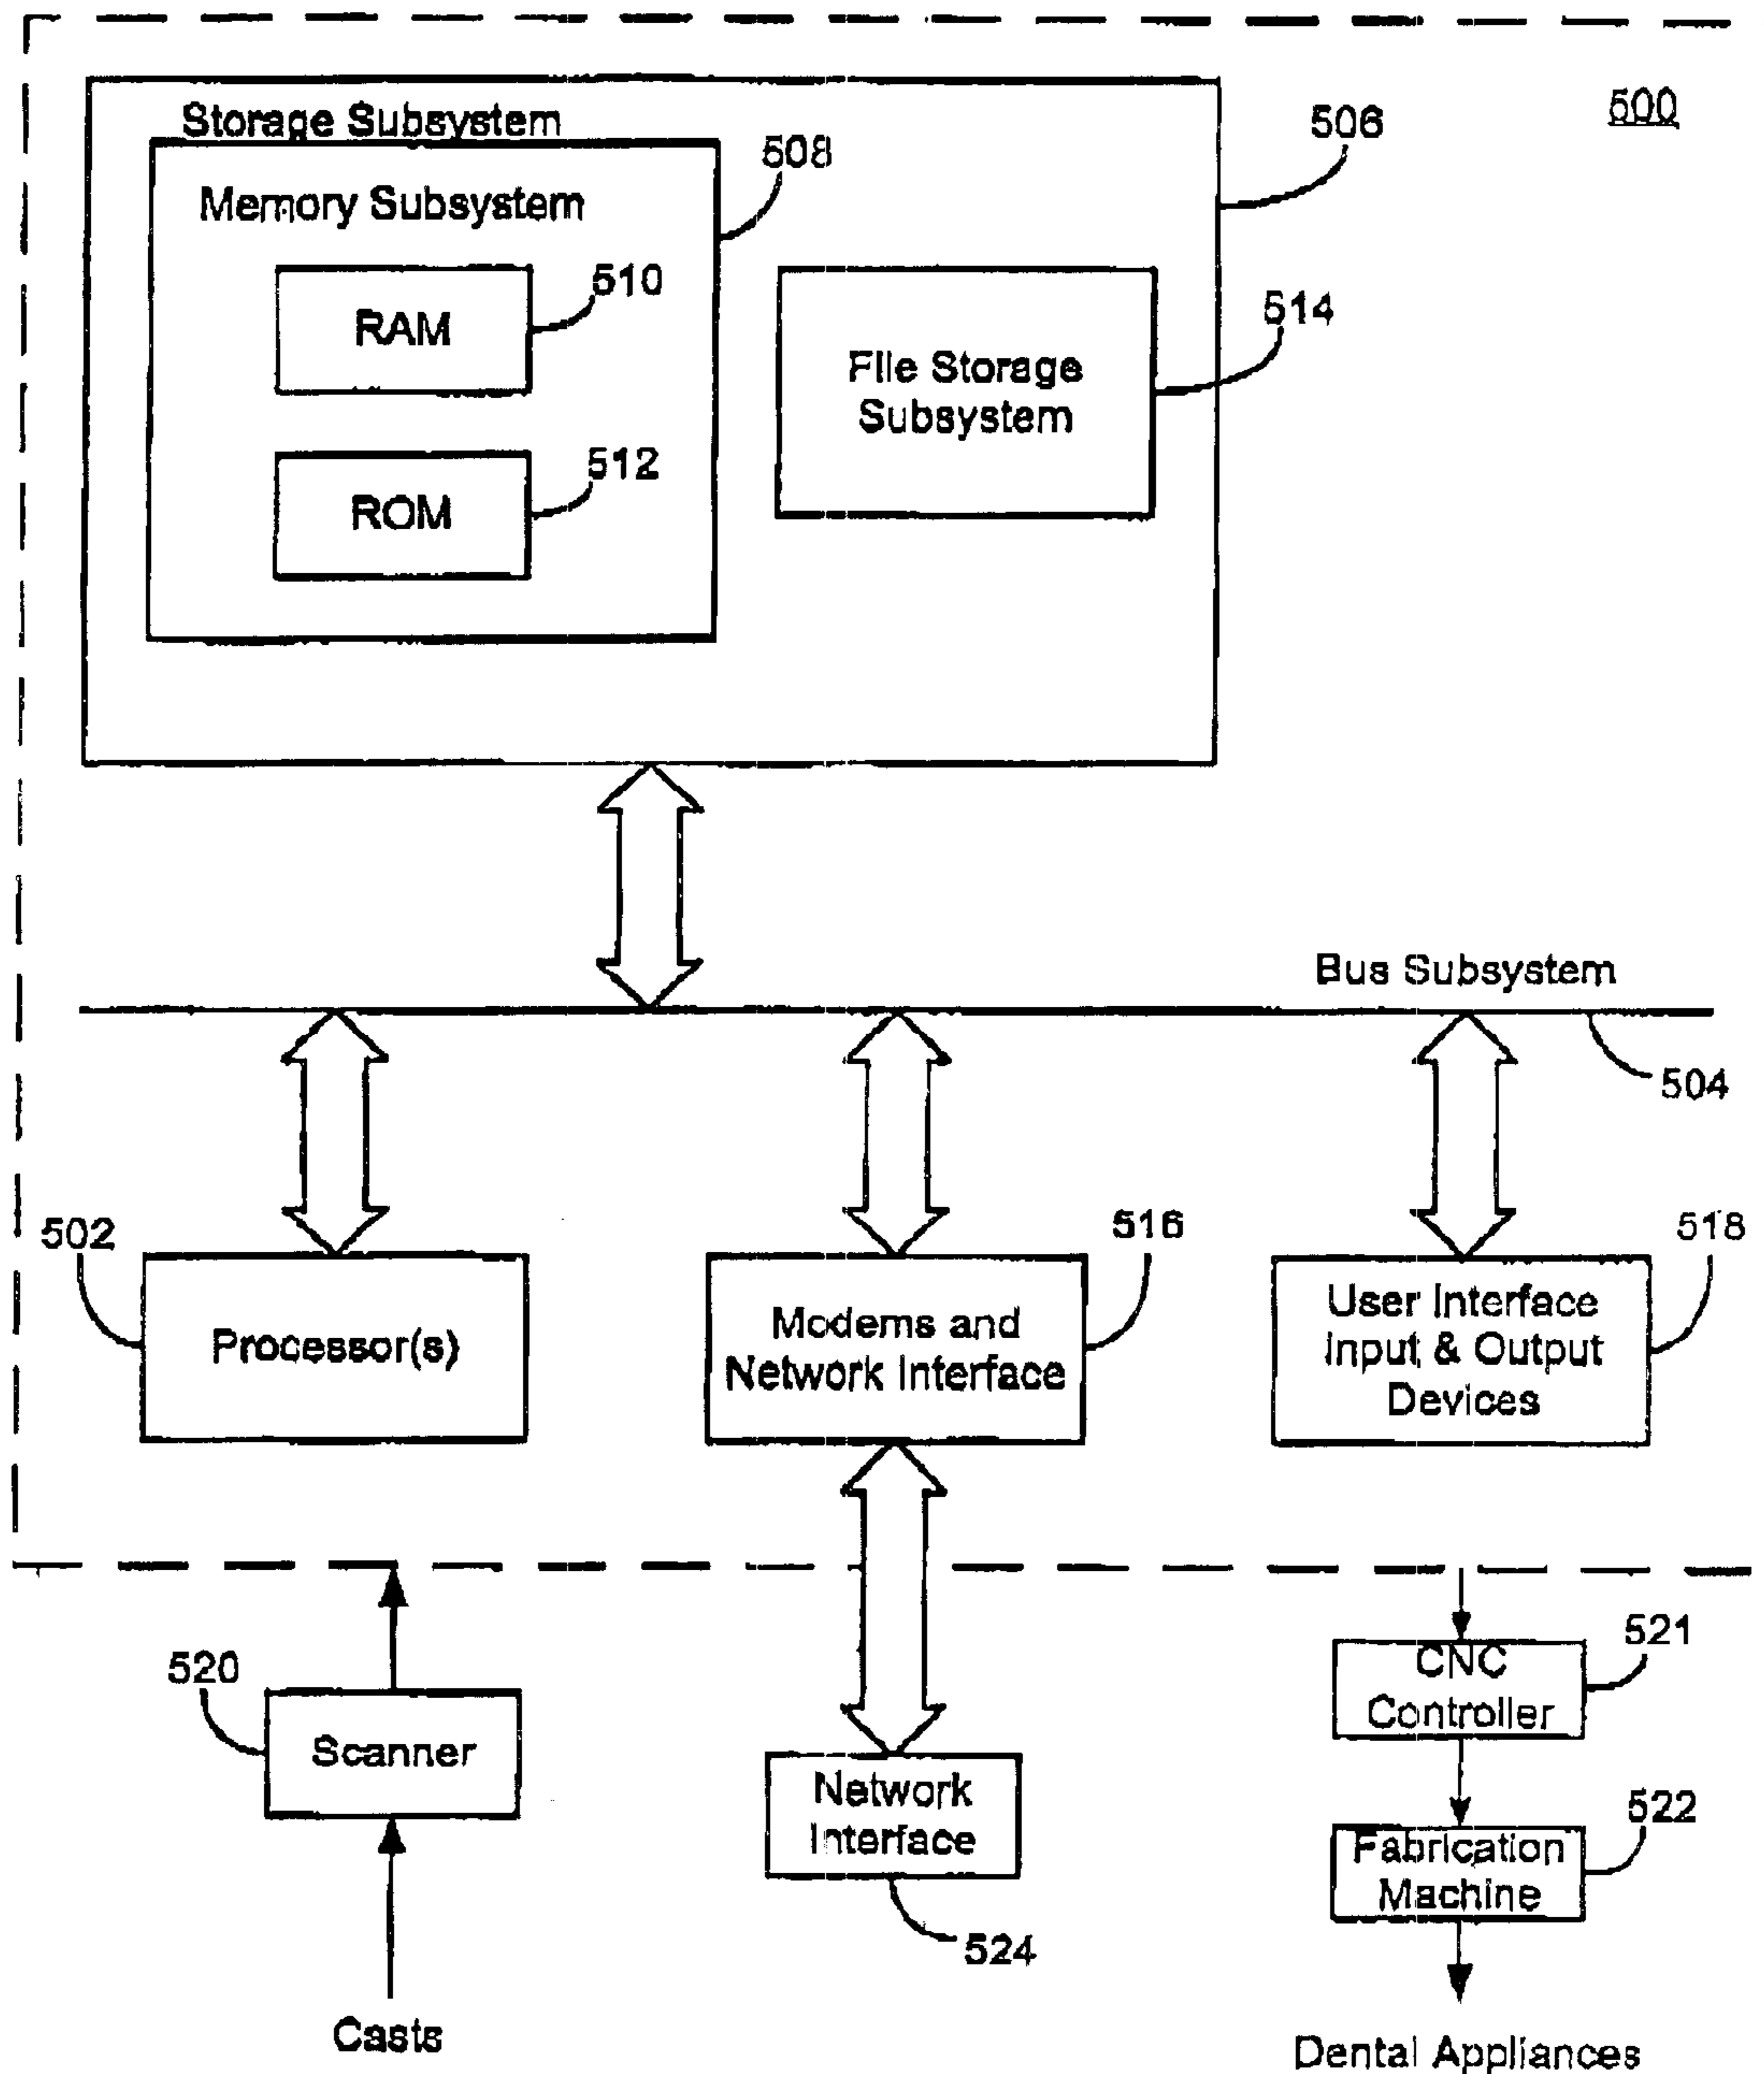 500
Storage Subsystem
506
508
Memory Subsystem
510
RAM
514
File Storage
Subsystem
512
ROM
Bus Subsystem
504
502
516
518
Processor(s)
Modems and
Network Interface
User Interface
Input & Output
Devices
520
Scanner
521
CNC
Controller
Network
Interface
522
Fabrication
Machine
524
Casts
Dental Appliances